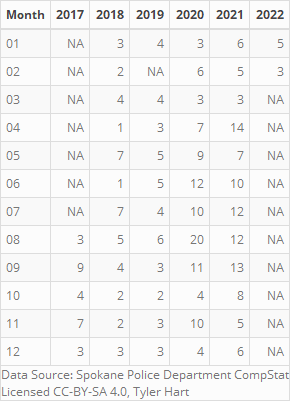 Month 2017 2018 2019 2020 2021 2022
01 NA 3 4 3 6 5
02 NA 2 NA 6 5 3
03 NA 4 4 3 3 NA
04 NA 1 3 7 14 NA
05 NA 7 5 9 7 NA
06 NA 1 5 12 10 NA
07 NA 7 4 10 12 NA
08 3 5 6 20 12 NA
09 9 4 3 11 13 NA
10 4 2 2 4 8 NA
11 7 2 3 10 5 NA
12 3 3 3 4 6 NA
Data Source: Spokane Police Department CompStat
Licensed CC-BY-SA 4.0, Tyler Hart